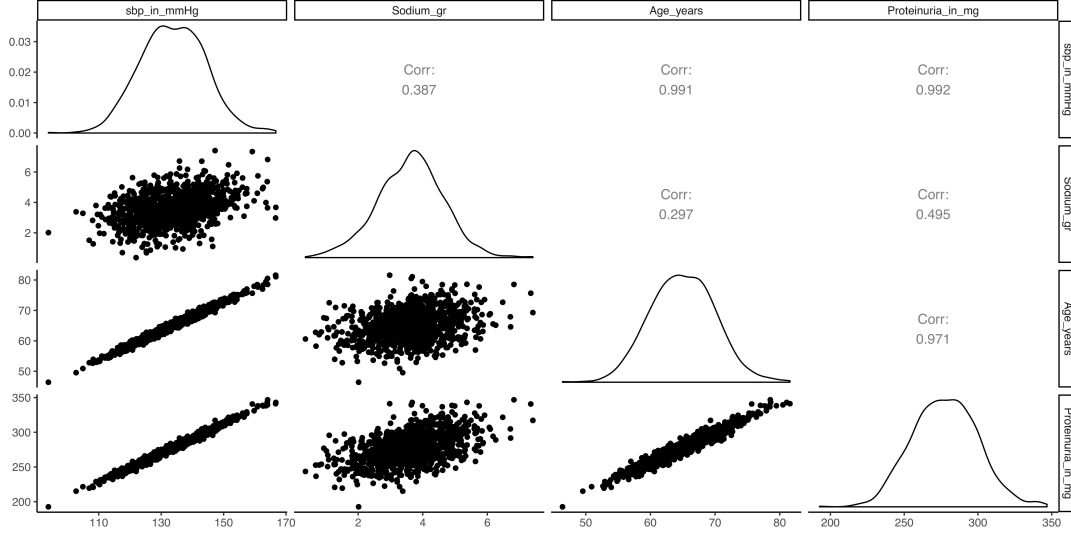 sbp_in_mmHg Sodium_gr Age_years Proteinuria_in_mg
0.03
0.02
0.01
0.00
Corr:
0.387
Corr:
0.991
Corr:
0.992
sbp_in_mmHg
6
4
2
Corr:
0.297
Corr:
0.495
Sodium_gr
80
70
60
50
Corr:
0.971
Age_years
350
300
250
200
Proteinuria_in_mg
110 130 150 170
2 4 6
50 60 70 80
200 250 300 350